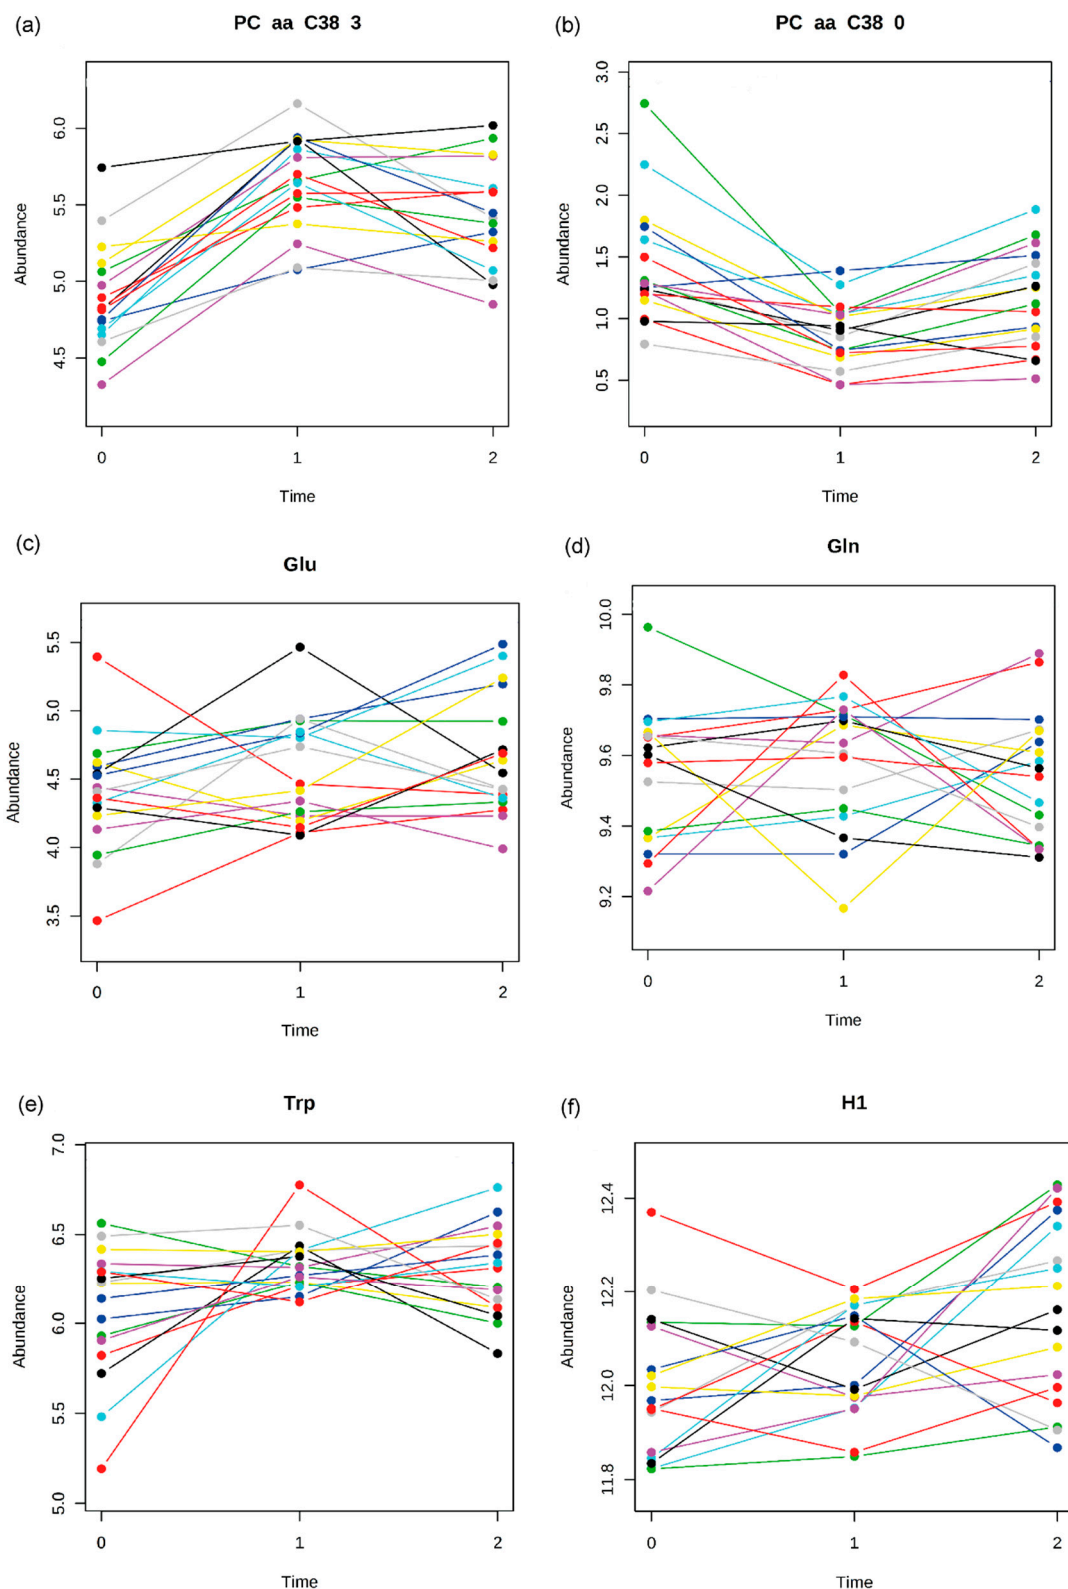 (a)
PC aa C38 3
Abundance
4.5 5.0 5.5 6.0
0 1 2
Time
(b)
PC aa C38 0
Abundance
0.5 1.0 1.5 2.0 2.5 3.0
0 1 2
Time
(c)
Glu
Abundance
3.5 4.0 4.5 5.0 5.5
0 1 2
Time
(d)
Gln
Abundance
9.2 9.4 9.6 9.8 10.0
0 1 2
Time
(e)
Trp
Abundance
5.0 5.5 6.0 6.5 7.0
0 1 2
Time
(f)
H1
Abundance
11.8 12.0 12.2 12.4
0 1 2
Time